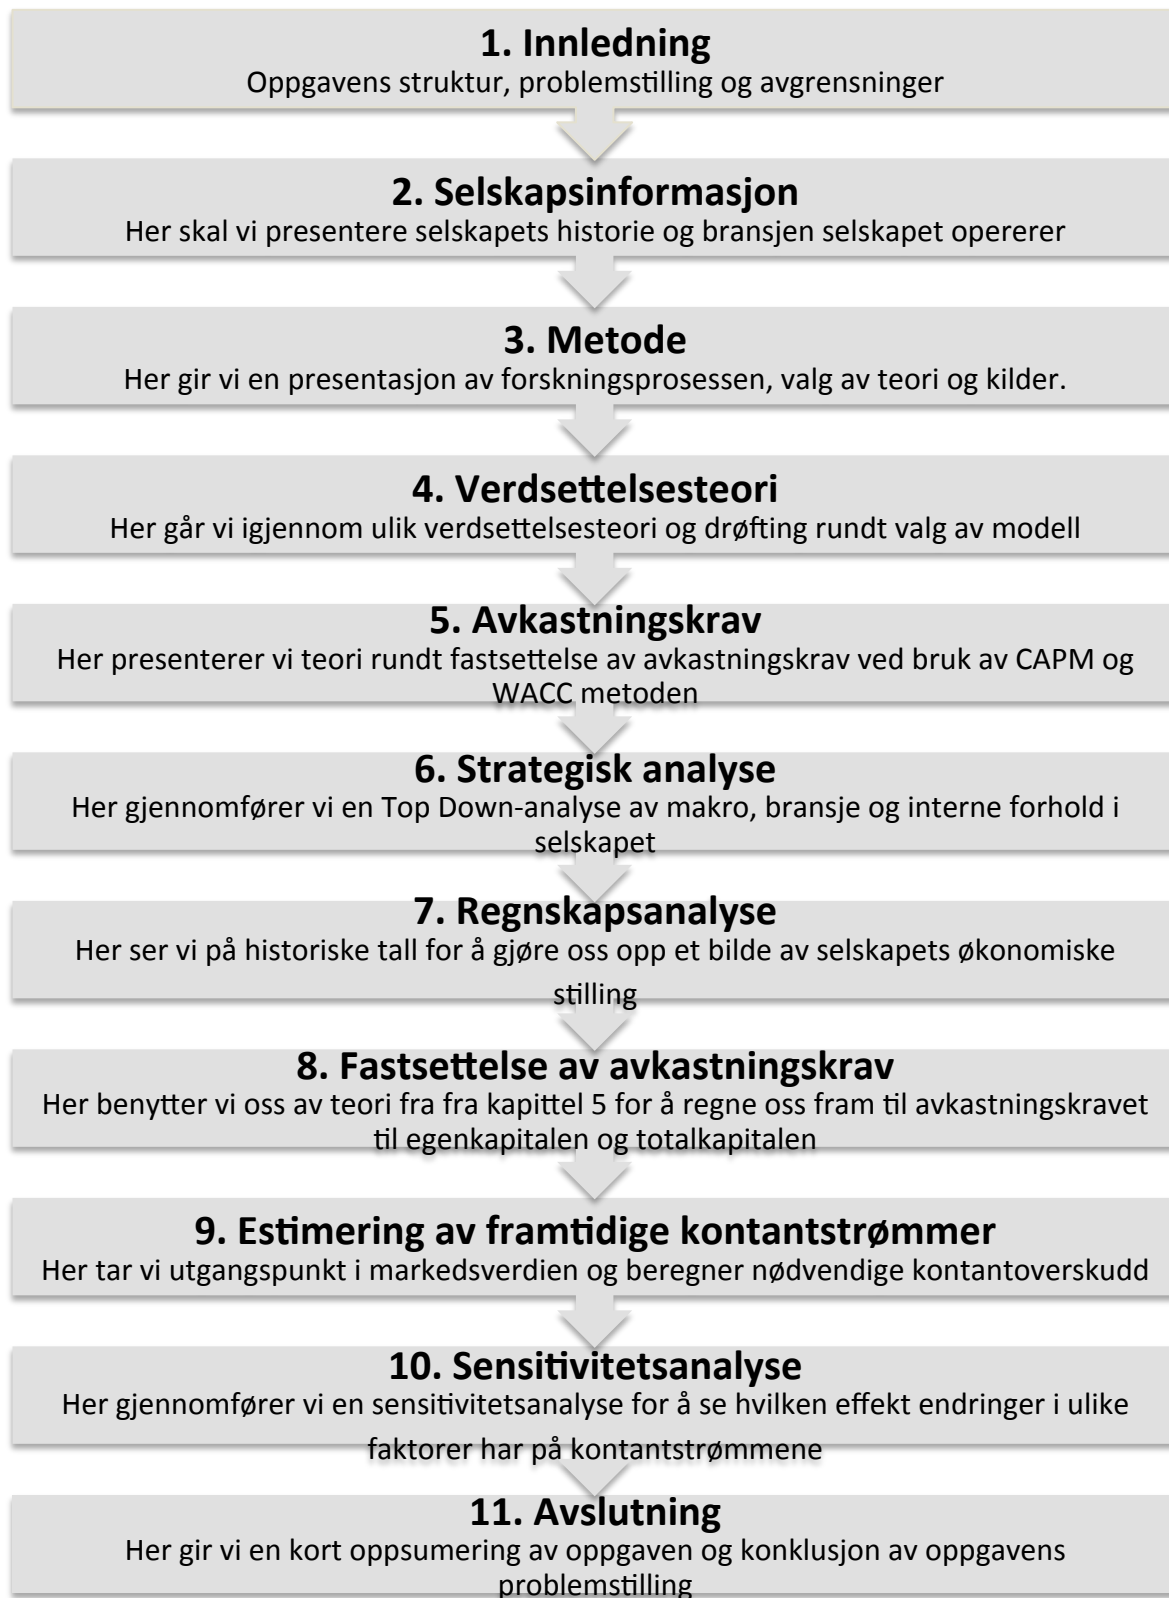 1. Innledning
Oppgavens struktur, problemstilling og avgrensninger
2. Selskapsinformasjon
Her skal vi presentere selskapets historie og bransjen selskapet opererer
3. Metode
Her gir vi en presentasjon av forskningsprosessen, valg av teori og kilder.
4. Verdsettelsesteori
Her går vi igjennom ulik verdsettelsesteori og drøfting rundt valg av modell
5. Avkastningskrav
Her presenterer vi teori rundt fastsettelse av avkastningskrav ved bruk av CAPM og
WACC metoden
6. Strategisk analyse
Her gjennomfører vi en Top Down-analyse av makro, bransje og interne forhold i
selskapet
7. Regnskapsanalyse
Her ser vi på historiske tall for å gjøre oss opp et bilde av selskapets økonomiske
stilling
8. Fastsettelse av avkastningskrav
Her benytter vi oss av teori fra fra kapittel 5 for å regne oss fram til avkastningskravet
til egenkapitalen og totalkapitalen
9. Estimering av framtidige kontantstrømmer
Her tar vi utgangspunkt i markedsverdien og beregner nødvendige kontantoverskudd
10. Sensitivitetsanalyse
Her gjennomfører vi en sensitivitetsanalyse for å se hvilken effekt endringer i ulike
faktorer har på kontantstrømmene
11. Avslutning
Her gir vi en kort oppsumering av oppgaven og konklusjon av oppgavens
problemstilling